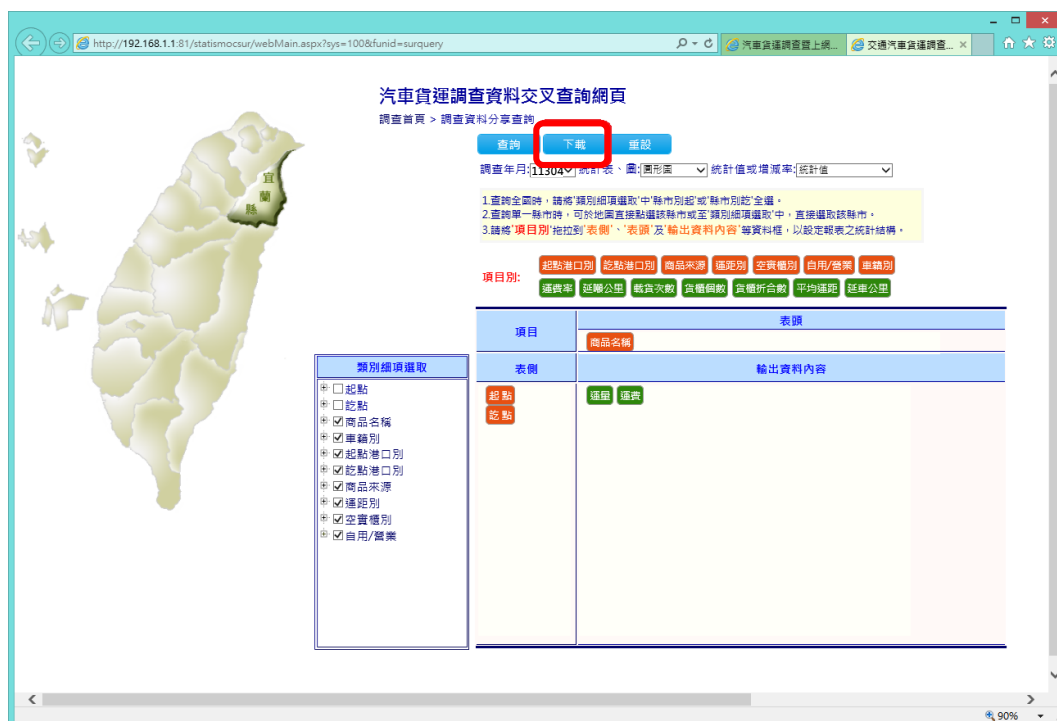 http://192.168.1.1:81/statismocsur/webMain.aspx?sys=100&funid=surquery
汽車貨運調查暨上網...
交通汽車貨運調查...
汽車貨運調查資料交叉查詢網頁
調查首頁 > 調查資料分享查詢
查詢 下載 重設
調查年月:11304 統計表、圖:圓形圖 統計值或增減率:統計值
宜蘭縣
1.查詢全國時，請將'類別細項選取'中'縣市別起'或'縣市別訖'全選。
2.查詢單一縣市時，可於地圖直接點選該縣市或至'類別細項選取'中，直接選取該縣市。
3.請將'項目別'拖拉到'表側'、'表頭'及'輸出資料內容'等資料框，以設定報表之統計結構。
項目別:
起點港口別 訖點港口別 商品來源 運距別 空實櫃別 自用/營業 車籍別
運費率 延噸公里 載貨次數 貨櫃個數 貨櫃折合數 平均運距 延車公里
項目 表頭
商品名稱
類別細項選取 表側 輸出資料內容
起點
訖點
商品名稱
車籍別
起點港口別
訖點港口別
商品來源
運距別
空實櫃別
自用/營業
起點
訖點
運量 運費
90%